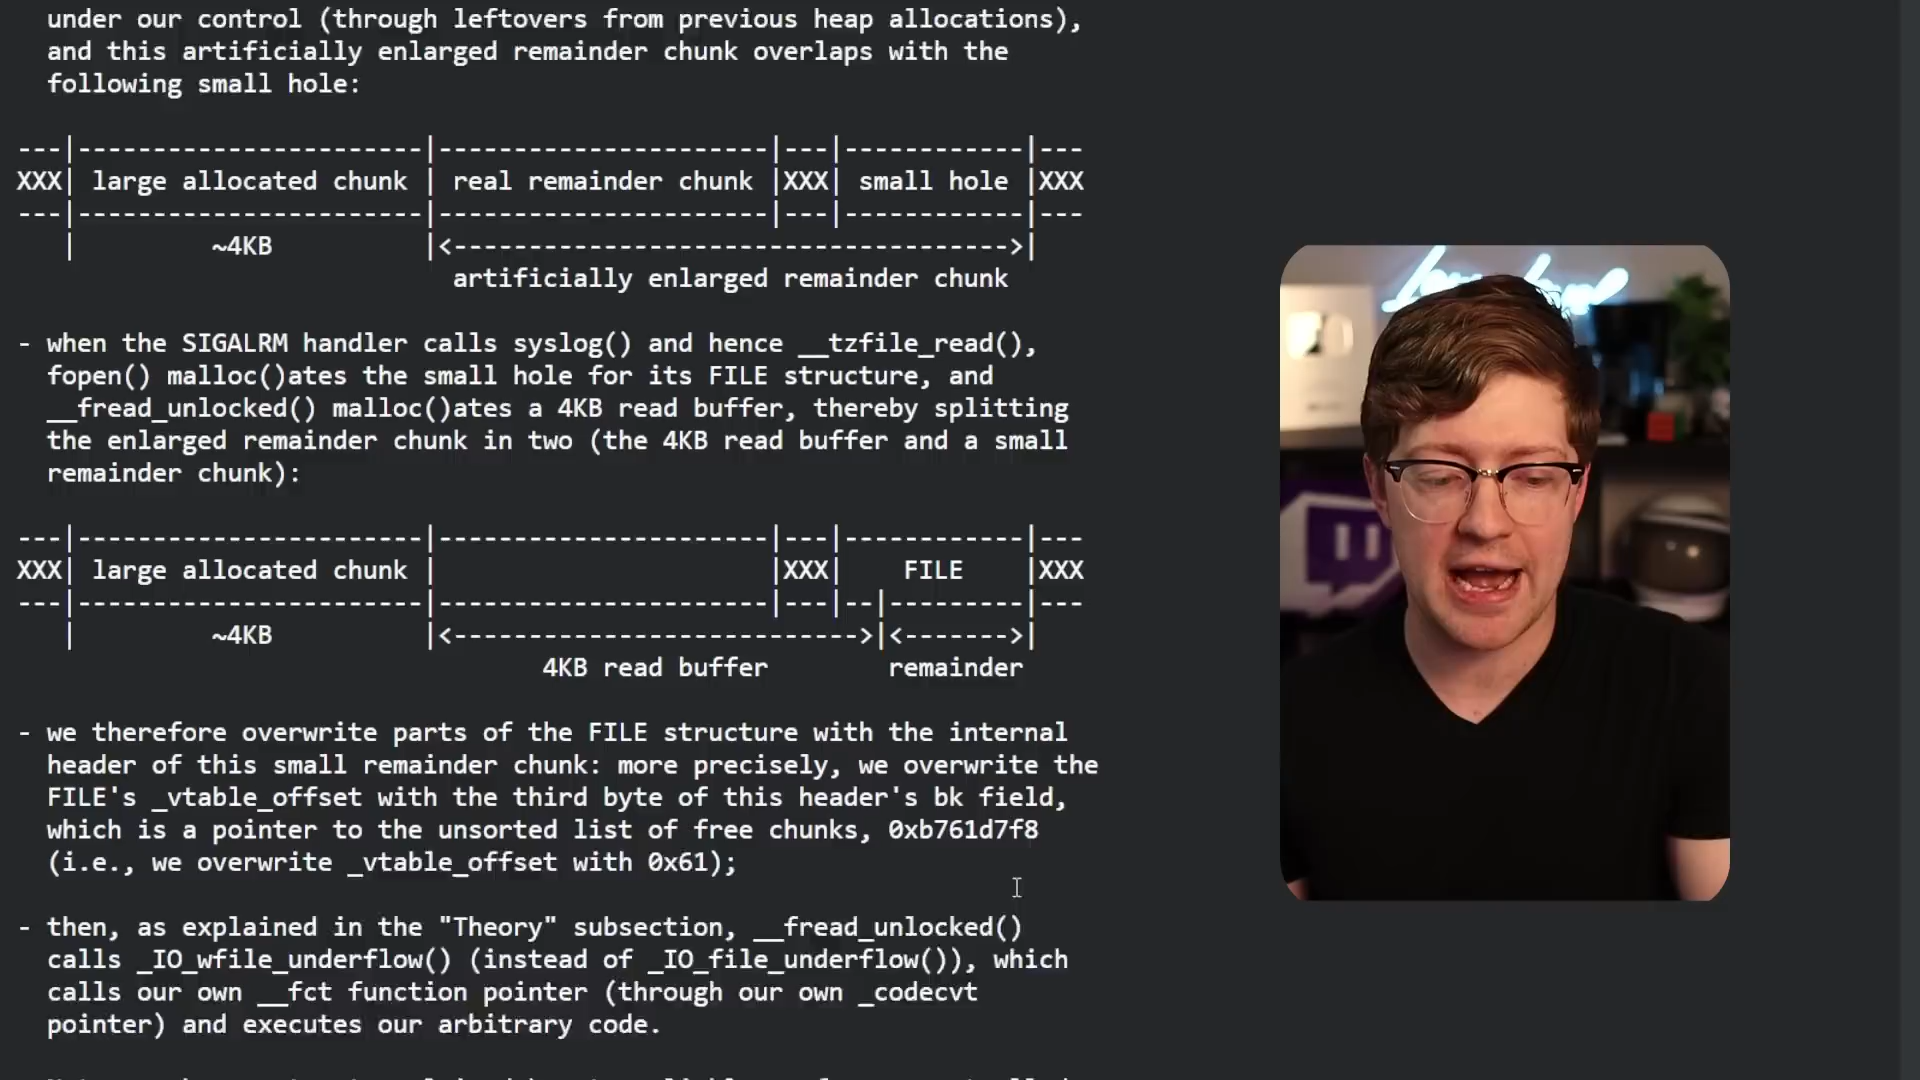 under our control (through leftovers from previous heap allocations),
and this artificially enlarged remainder chunk overlaps with the
following small hole:
---|-----------------------|----------------------|---|------------|---
XXX| large allocated chunk | real remainder chunk |XXX| small hole |XXX
---|-----------------------|----------------------|---|------------|---
| ~4KB |<------------------------------------->|
artificially enlarged remainder chunk
- when the SIGALRM handler calls syslog() and hence __tzfile_read(),
fopen() malloc()ates the small hole for its FILE structure, and
__fread_unlocked() malloc()ates a 4KB read buffer, thereby splitting
the enlarged remainder chunk in two (the 4KB read buffer and a small
remainder chunk):
---|-----------------------|----------------------|---|------------|---
XXX| large allocated chunk | |XXX| FILE |XXX
---|-----------------------|----------------------|---|--|---------|---
| ~4KB |<--------------------------->|<------->|
4KB read buffer remainder
- we therefore overwrite parts of the FILE structure with the internal
header of this small remainder chunk: more precisely, we overwrite the
FILE's _vtable_offset with the third byte of this header's bk field,
which is a pointer to the unsorted list of free chunks, 0xb761d7f8
(i.e., we overwrite _vtable_offset with 0x61);
- then, as explained in the "Theory" subsection, __fread_unlocked()
calls _IO_wfile_underflow() (instead of _IO_file_underflow()), which
calls our own __fct function pointer (through our own _codecvt
pointer) and executes our arbitrary code.